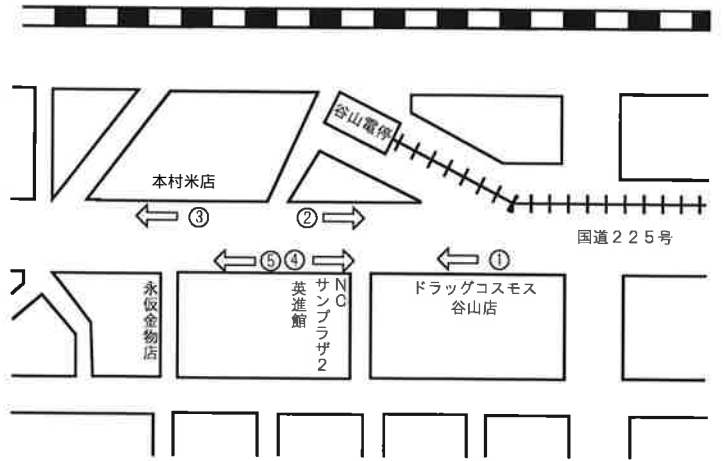 谷山電停
本村米店
③
②
国道225号
⑤④
①
永仮金物店
英進館
NC
サンプラザ2
ドラッグコスモス
谷山店